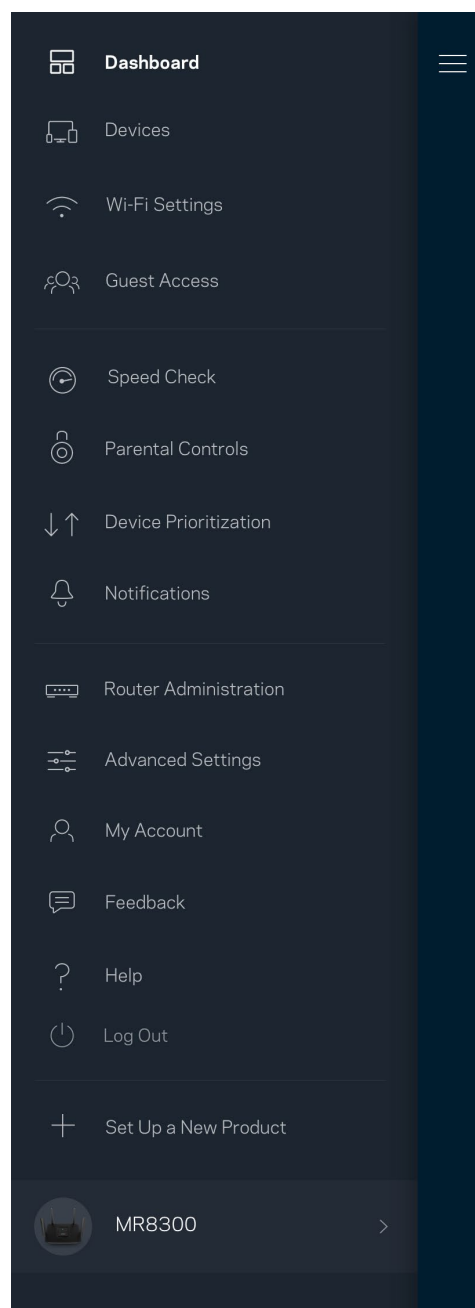 Dashboard
Devices
Wi-Fi Settings
Guest Access
Speed Check
Parental Controls
Device Prioritization
Notifications
Router Administration
Advanced Settings
My Account
Feedback
Help
Log Out
Set Up a New Product
MR8300